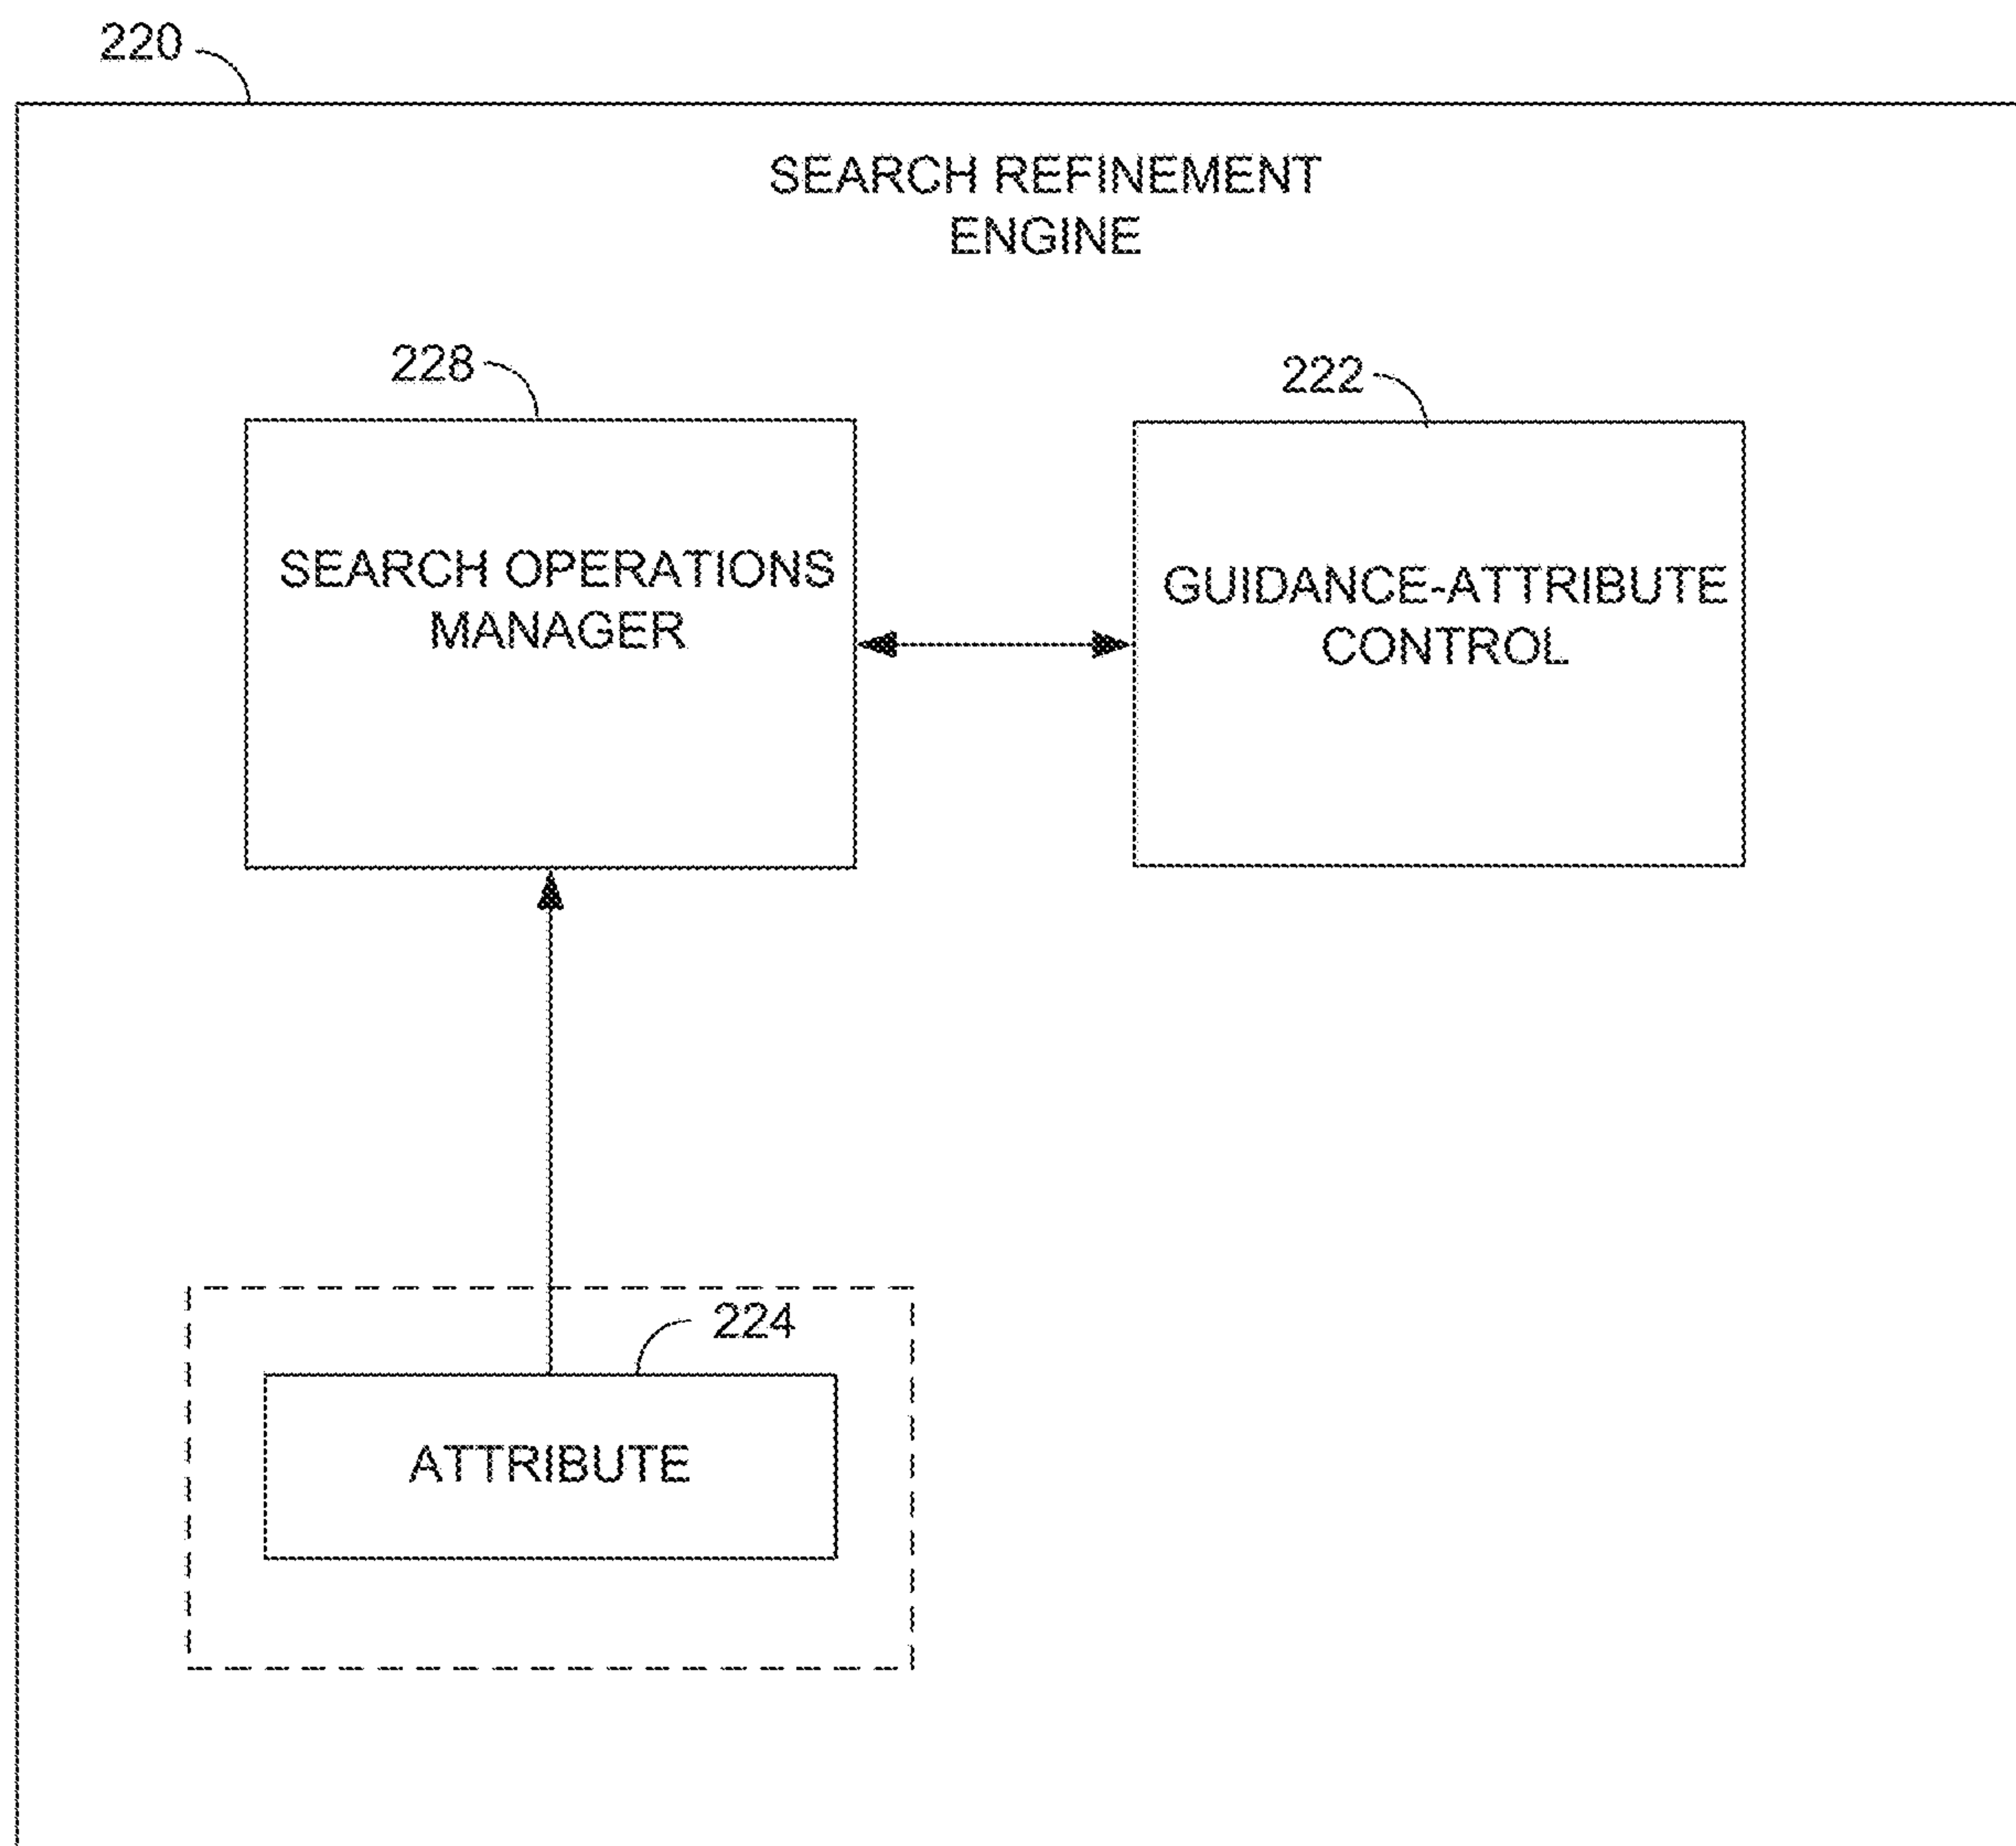 220
SEARCH REFINEMENT
ENGINE
228
222
SEARCH OPERATIONS
MANAGER
GUIDANCE-ATTRIBUTE
CONTROL
224
ATTRIBUTE